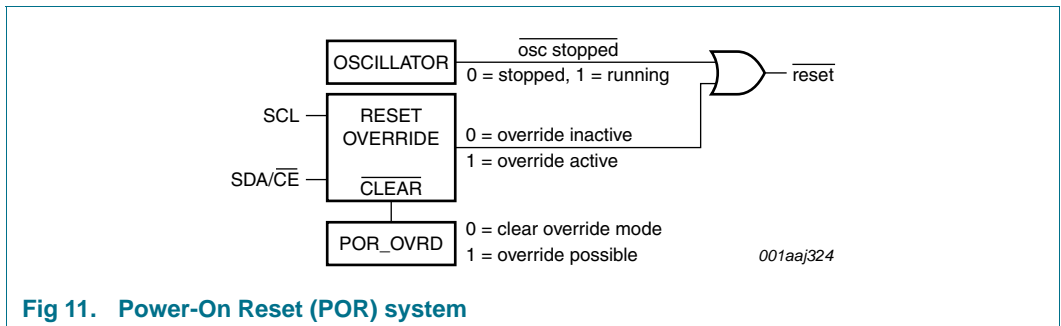 OSCILLATOR
osc stopped
0 = stopped, 1 = running
reset
SCL
RESET
OVERRIDE
0 = override inactive
1 = override active
SDA/CE
CLEAR
POR_OVRD
0 = clear override mode
1 = override possible
001aaj324
Fig 11. Power-On Reset (POR) system